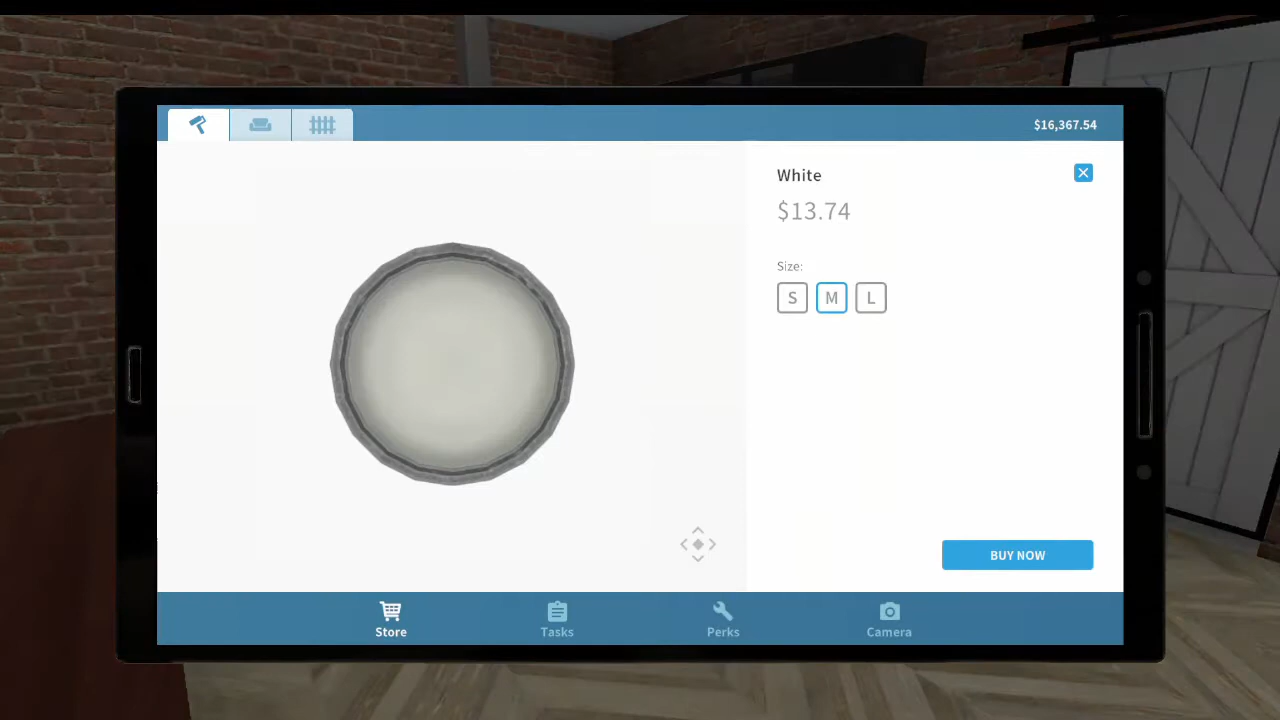 $16,367.54
White
$13.74
Size:
S M L
BUY NOW
Store Tasks Perks Camera